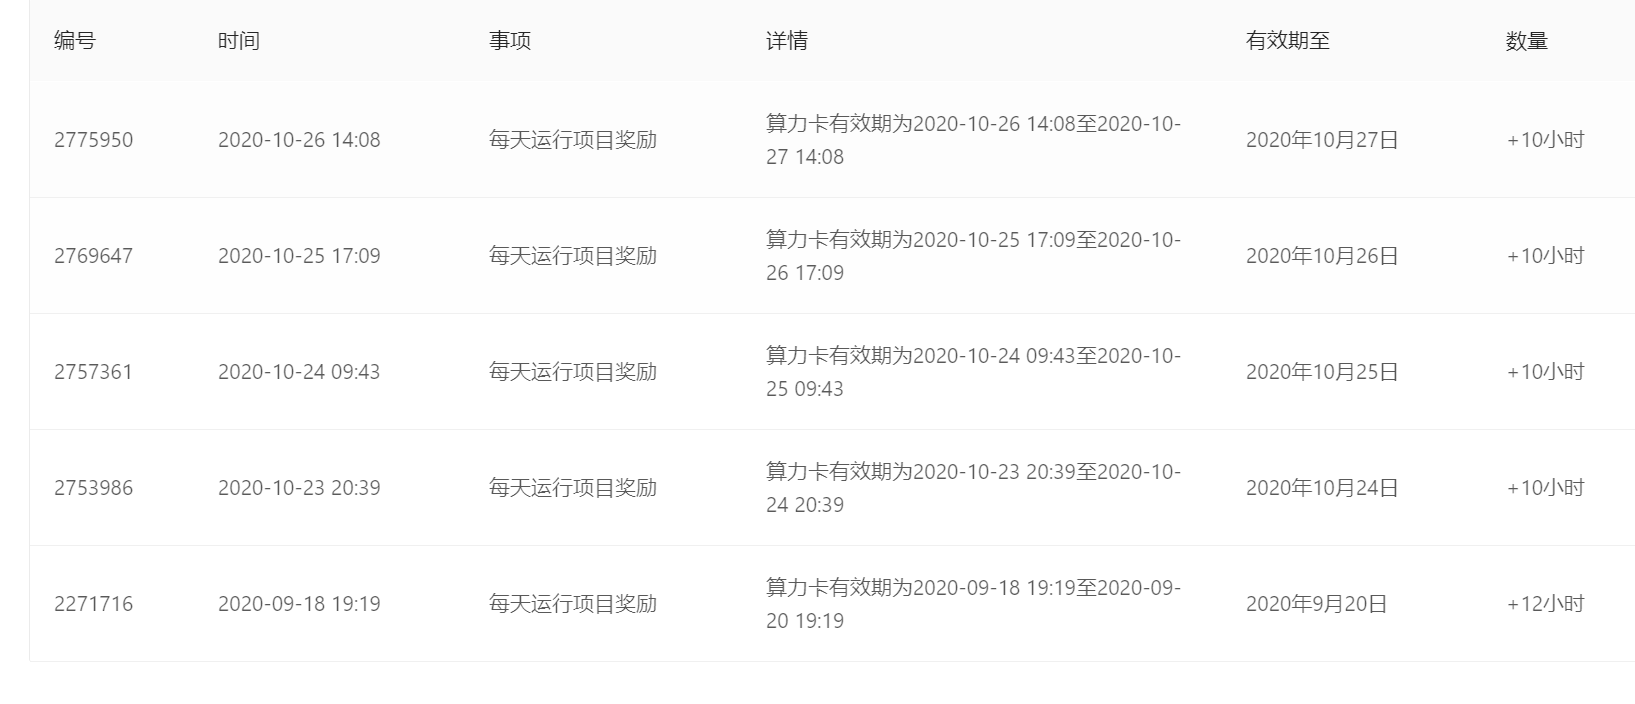 编号 时间 事项 详情 有效期至 数量
2775950 2020-10-26 14:08 每天运行项目奖励 算力卡有效期为2020-10-26 14:08至2020-10-
27 14:08 2020年10月27日 +10小时
2769647 2020-10-25 17:09 每天运行项目奖励 算力卡有效期为2020-10-25 17:09至2020-10-
26 17:09 2020年10月26日 +10小时
2757361 2020-10-24 09:43 每天运行项目奖励 算力卡有效期为2020-10-24 09:43至2020-10-
25 09:43 2020年10月25日 +10小时
2753986 2020-10-23 20:39 每天运行项目奖励 算力卡有效期为2020-10-23 20:39至2020-10-
24 20:39 2020年10月24日 +10小时
2271716 2020-09-18 19:19 每天运行项目奖励 算力卡有效期为2020-09-18 19:19至2020-09-
20 19:19 2020年9月20日 +12小时